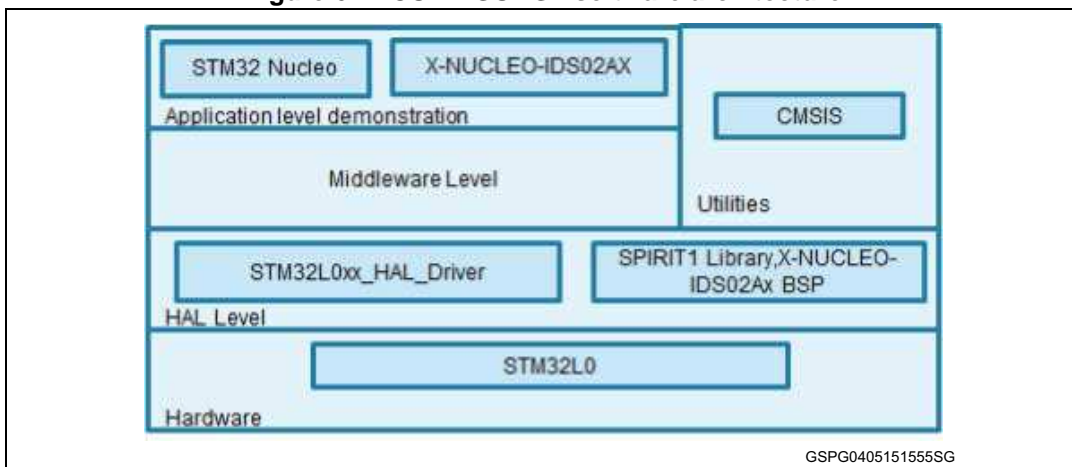 STM32 Nucleo
X-NUCLEO-IDS02AX
Application level demonstration
CMSIS
Middleware Level
Utilities
STM32L0xx_HAL_Driver
SPIRIT1 Library,X-NUCLEO-
IDS02Ax BSP
HAL Level
STM32L0
Hardware
GSPG0405151555SG